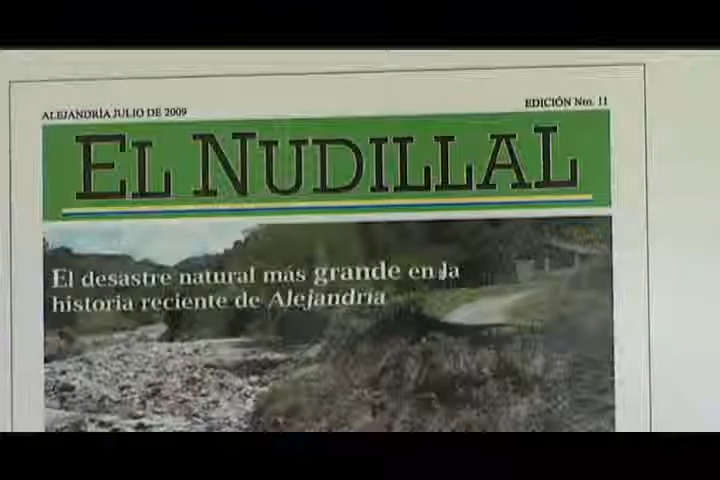 ALEJANDRÍA JULIO DE 2009
EDICIÓN Nro. 11
EL NUDILLAL
El desastre natural más grande en la
historia reciente de Alejandría